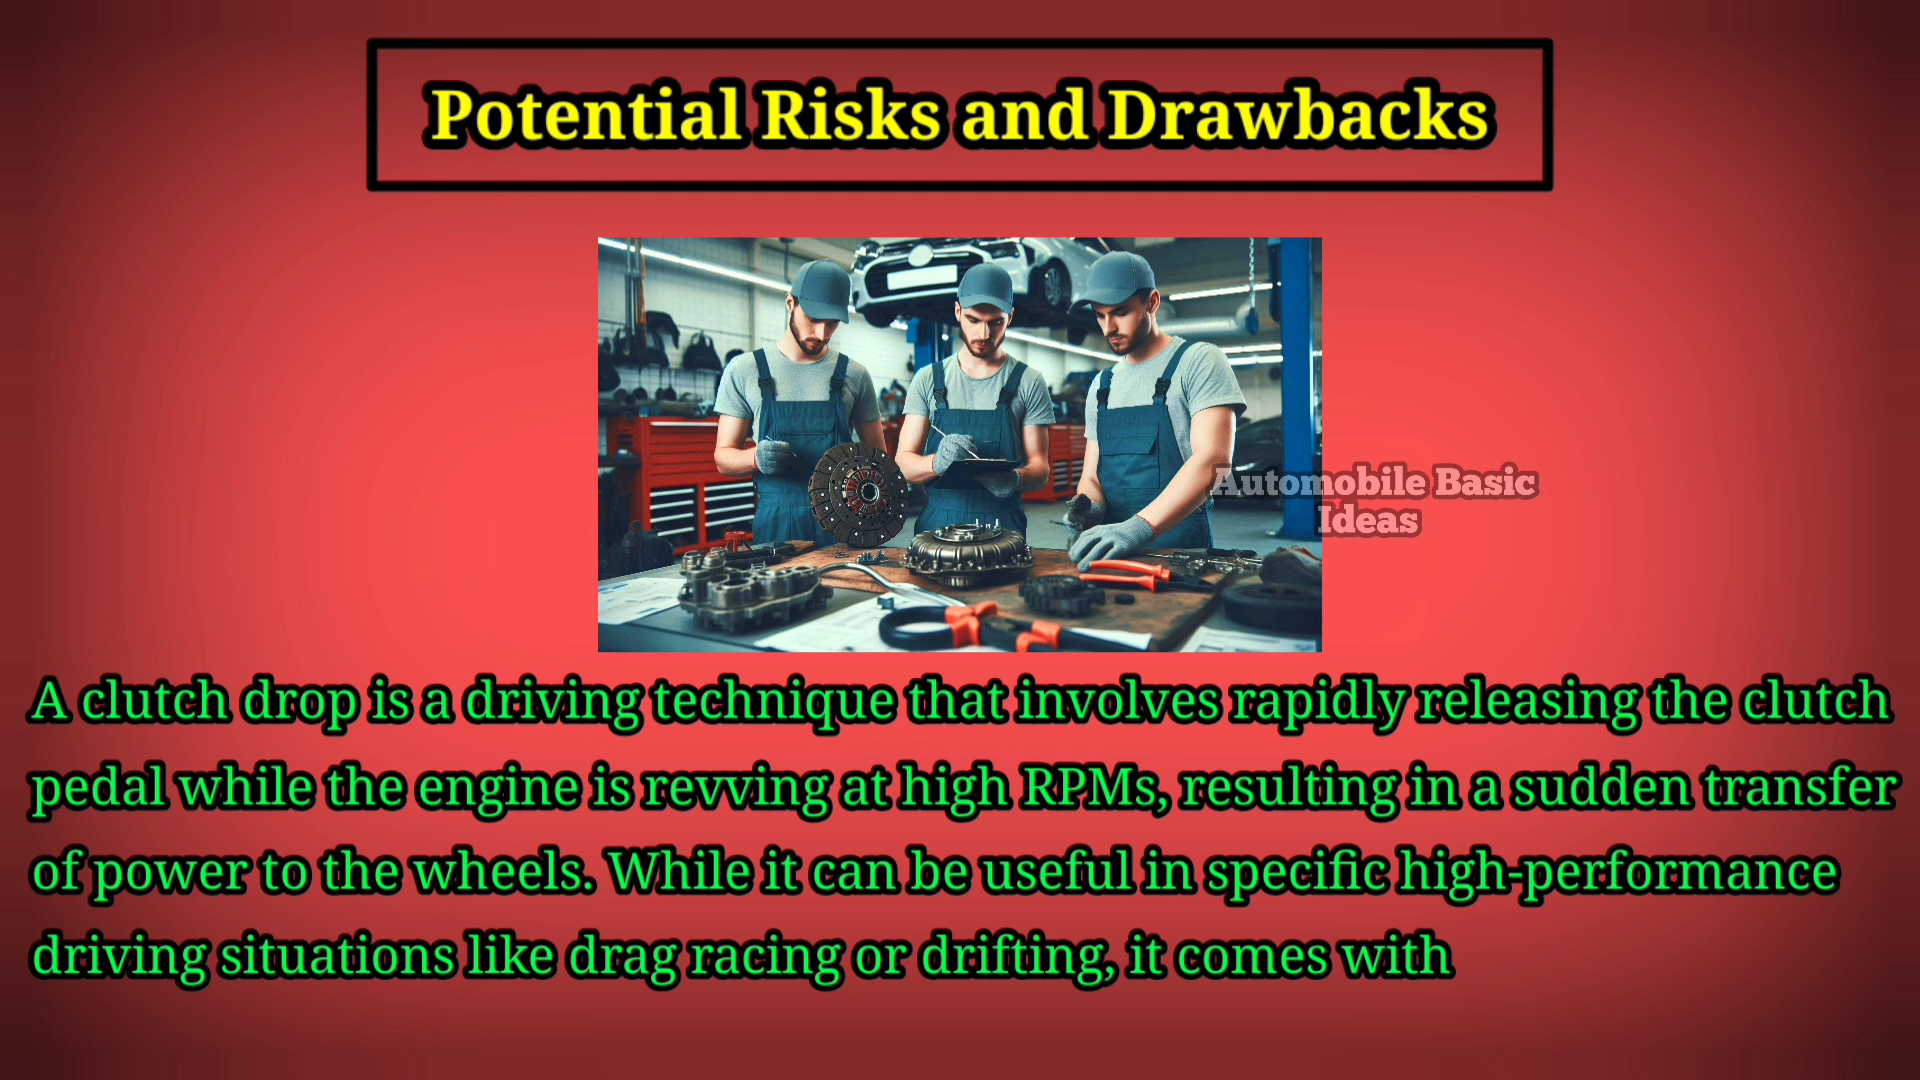 Potential Risks and Drawbacks
Automobile Basic
Ideas
A clutch drop is a driving technique that involves rapidly releasing the clutch
pedal while the engine is revving at high RPMs, resulting in a sudden transfer
of power to the wheels. While it can be useful in specific high-performance
driving situations like drag racing or drifting, it comes with